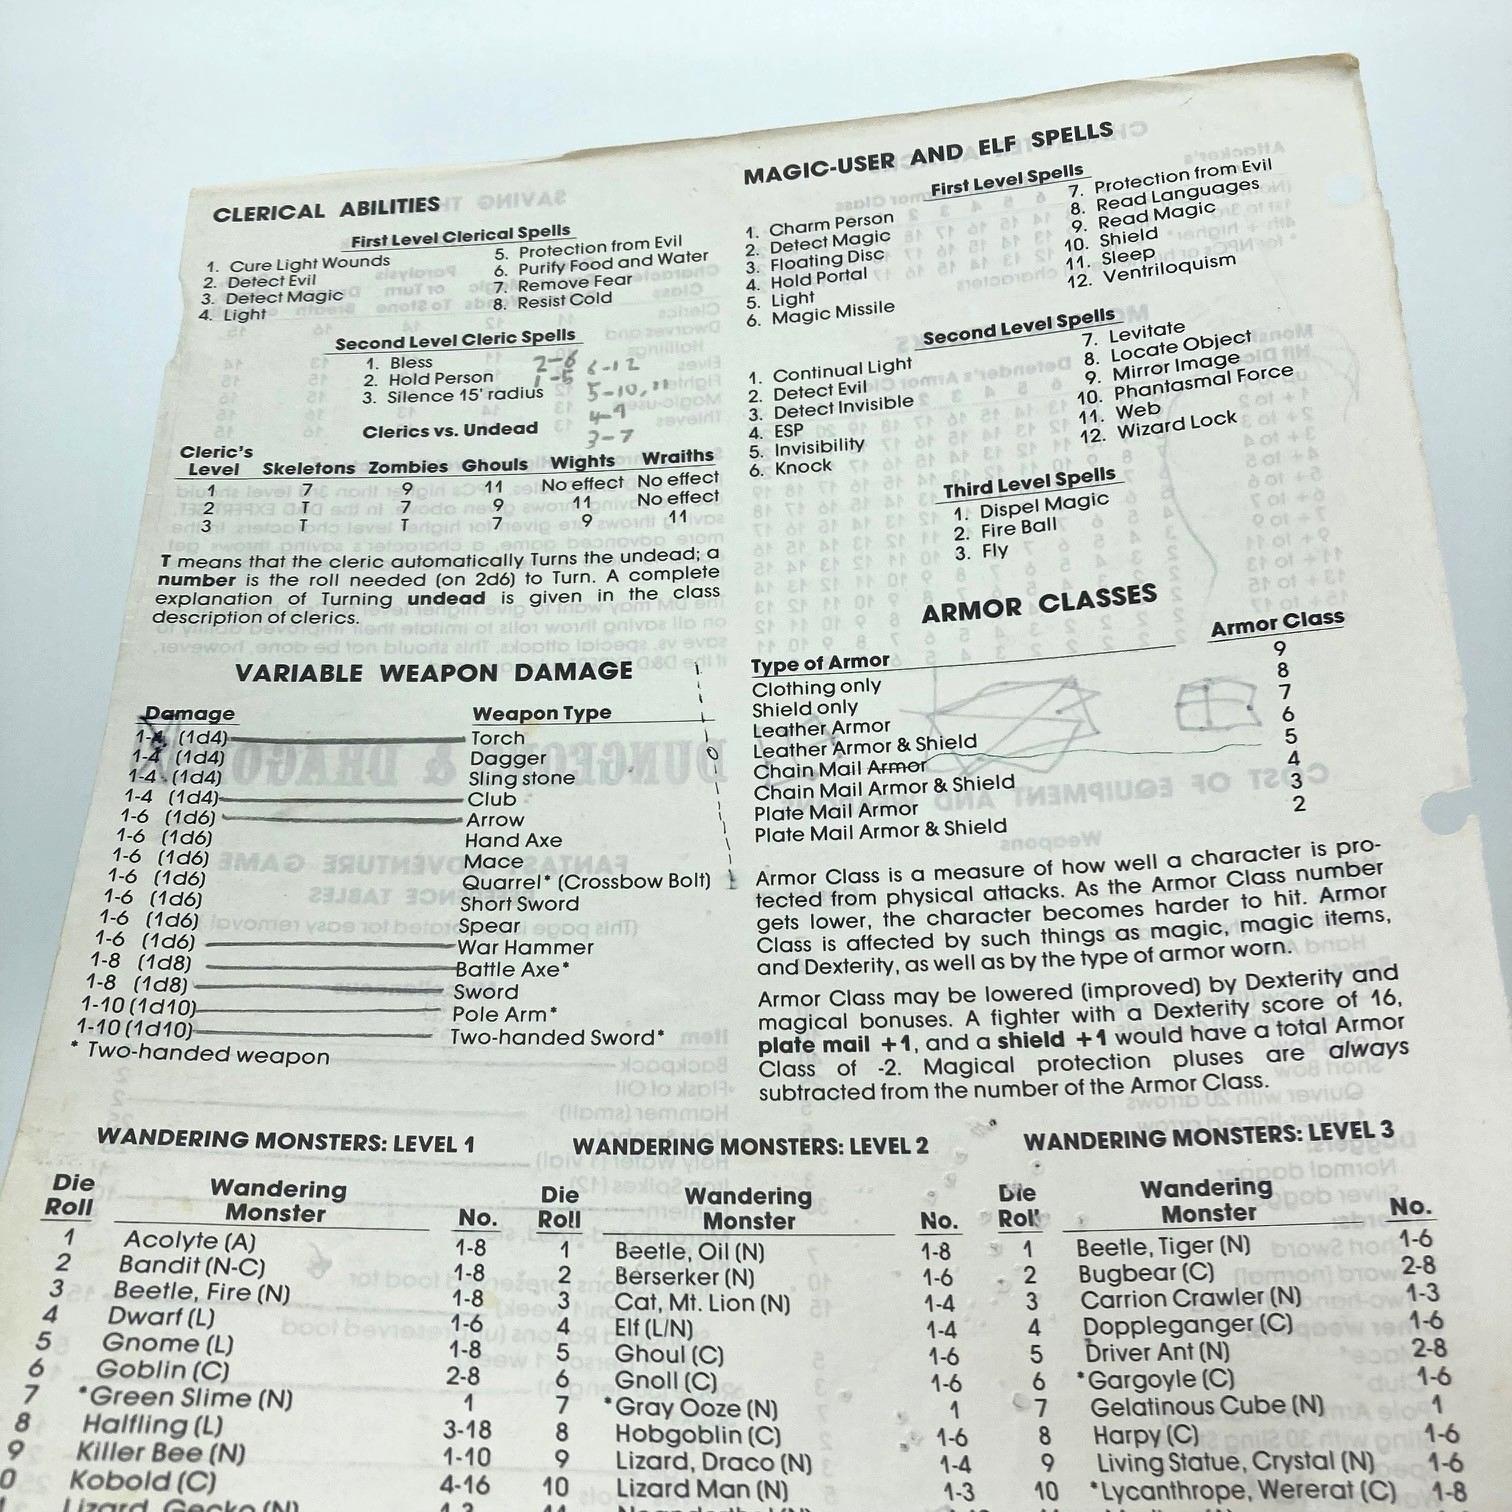 CLERICAL ABILITIES
First Level Clerical Spells
1. Cure Light Wounds
2. Detect Evil
3. Detect Magic
4. Light
5. Protection from Evil
6. Purify Food and Water
7. Remove Fear
8. Resist Cold
Second Level Cleric Spells
1. Bless
2. Hold Person
3. Silence 15' radius
2-6 6-12
1-5 5-10, 11
4-9
3-7
Clerics vs. Undead
Cleric's Level Skeletons Zombies Ghouls Wights Wraiths
1 7 9 11 No effect No effect
2 T 7 9 11 No effect
3 T T 7 9 11
T means that the cleric automatically Turns the undead; a
number is the roll needed (on 2d6) to Turn. A complete
explanation of Turning undead is given in the class
description of clerics.
VARIABLE WEAPON DAMAGE
Damage Weapon Type
1-4 (1d4) Torch
1-4 (1d4) Dagger
1-4 (1d4) Sling stone
1-4 (1d4) Club
1-6 (1d6) Arrow
1-6 (1d6) Hand Axe
1-6 (1d6) Mace
1-6 (1d6) Quarrel* (Crossbow Bolt)
1-6 (1d6) Short Sword
1-6 (1d6) Spear
1-6 (1d6) War Hammer
1-8 (1d8) Battle Axe*
1-8 (1d8) Sword
1-10 (1d10) Pole Arm*
1-10 (1d10) Two-handed Sword*
* Two-handed weapon
MAGIC-USER AND ELF SPELLS
First Level Spells
1. Charm Person
2. Detect Magic
3. Floating Disc
4. Hold Portal
5. Light
6. Magic Missile
7. Protection from Evil
8. Read Languages
9. Read Magic
10. Shield
11. Sleep
12. Ventriloquism
Second Level Spells
1. Continual Light
2. Detect Evil
3. Detect Invisible
4. ESP
5. Invisibility
6. Knock
7. Levitate
8. Locate Object
9. Mirror Image
10. Phantasmal Force
11. Web
12. Wizard Lock
Third Level Spells
1. Dispel Magic
2. Fire Ball
3. Fly
ARMOR CLASSES
Type of Armor Armor Class
Clothing only 9
Shield only 8
Leather Armor 7
Leather Armor & Shield 6
Chain Mail Armor 5
Chain Mail Armor & Shield 4
Plate Mail Armor 3
Plate Mail Armor & Shield 2
Armor Class is a measure of how well a character is pro-
tected from physical attacks. As the Armor Class number
gets lower, the character becomes harder to hit. Armor
Class is affected by such things as magic, magic items,
and Dexterity, as well as by the type of armor worn.
Armor Class may be lowered (improved) by Dexterity and
magical bonuses. A fighter with a Dexterity score of 16,
plate mail +1, and a shield +1 would have a total Armor
Class of -2. Magical protection pluses are always
subtracted from the number of the Armor Class.
WANDERING MONSTERS: LEVEL 1
Die Roll Wandering Monster No.
1 Acolyte (A) 1-8
2 Bandit (N-C) 1-8
3 Beetle, Fire (N) 1-8
4 Dwarf (L) 1-6
5 Gnome (L) 1-8
6 Goblin (C) 2-8
7 *Green Slime (N) 1
8 Halfling (L) 3-18
9 Killer Bee (N) 1-10
0 Kobold (C) 4-16
Lizard, Gecko (N) 1-3
WANDERING MONSTERS: LEVEL 2
Die Roll Wandering Monster No.
1 Beetle, Oil (N) 1-8
2 Berserker (N) 1-6
3 Cat, Mt. Lion (N) 1-4
4 Elf (L/N) 1-4
5 Ghoul (C) 1-6
6 Gnoll (C) 1-6
7 *Gray Ooze (N) 1
8 Hobgoblin (C) 1-6
9 Lizard, Draco (N) 1-4
10 Lizard Man (N) 1-3
WANDERING MONSTERS: LEVEL 3
Die Roll Wandering Monster No.
1 Beetle, Tiger (N) 1-6
2 Bugbear (C) 2-8
3 Carrion Crawler (N) 1-3
4 Doppleganger (C) 1-6
5 Driver Ant (N) 2-8
6 *Gargoyle (C) 1-6
7 Gelatinous Cube (N) 1
8 Harpy (C) 1-6
9 Living Statue, Crystal (N) 1-6
10 *Lycanthrope, Wererat (C) 1-8